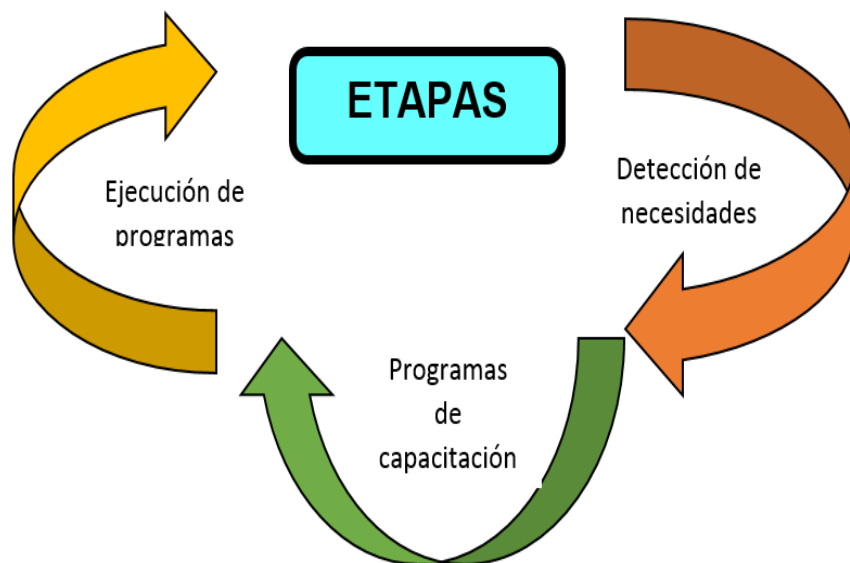 ETAPAS
Detección de
necesidades
Programas
de
capacitación
Ejecución de
programas